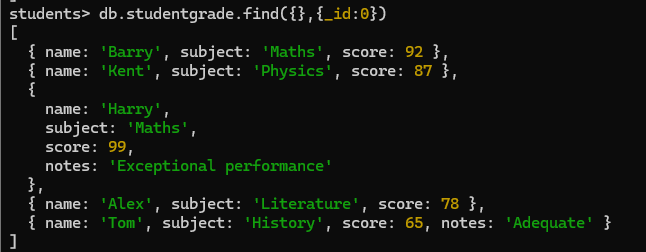 students> db.studentgrade.find({},{_id:0})
[
  { name: 'Barry', subject: 'Maths', score: 92 },
  { name: 'Kent', subject: 'Physics', score: 87 },
  {
    name: 'Harry',
    subject: 'Maths',
    score: 99,
    notes: 'Exceptional performance'
  },
  { name: 'Alex', subject: 'Literature', score: 78 },
  { name: 'Tom', subject: 'History', score: 65, notes: 'Adequate' }
]